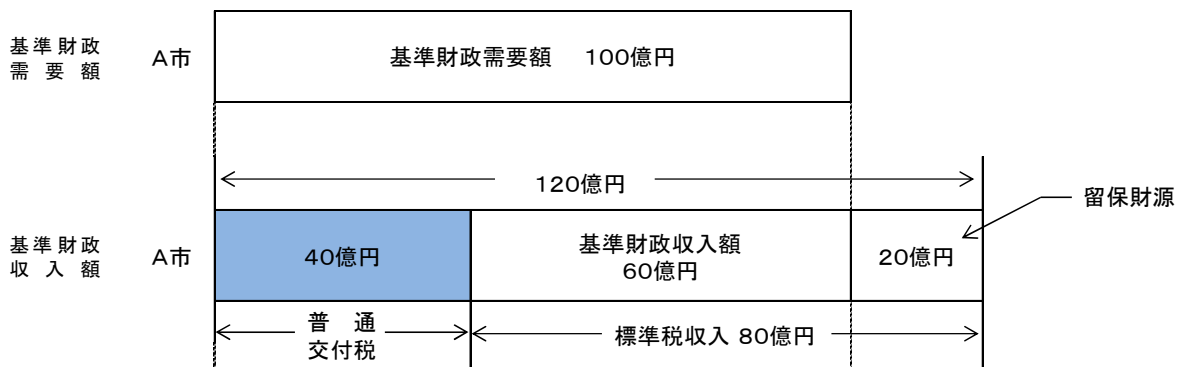 基準財政
需要額
A市
基準財政需要額 100億円
120億円
留保財源
基準財政
収入額
A市
40億円
基準財政収入額
60億円
20億円
普通
交付税
標準税収入 80億円